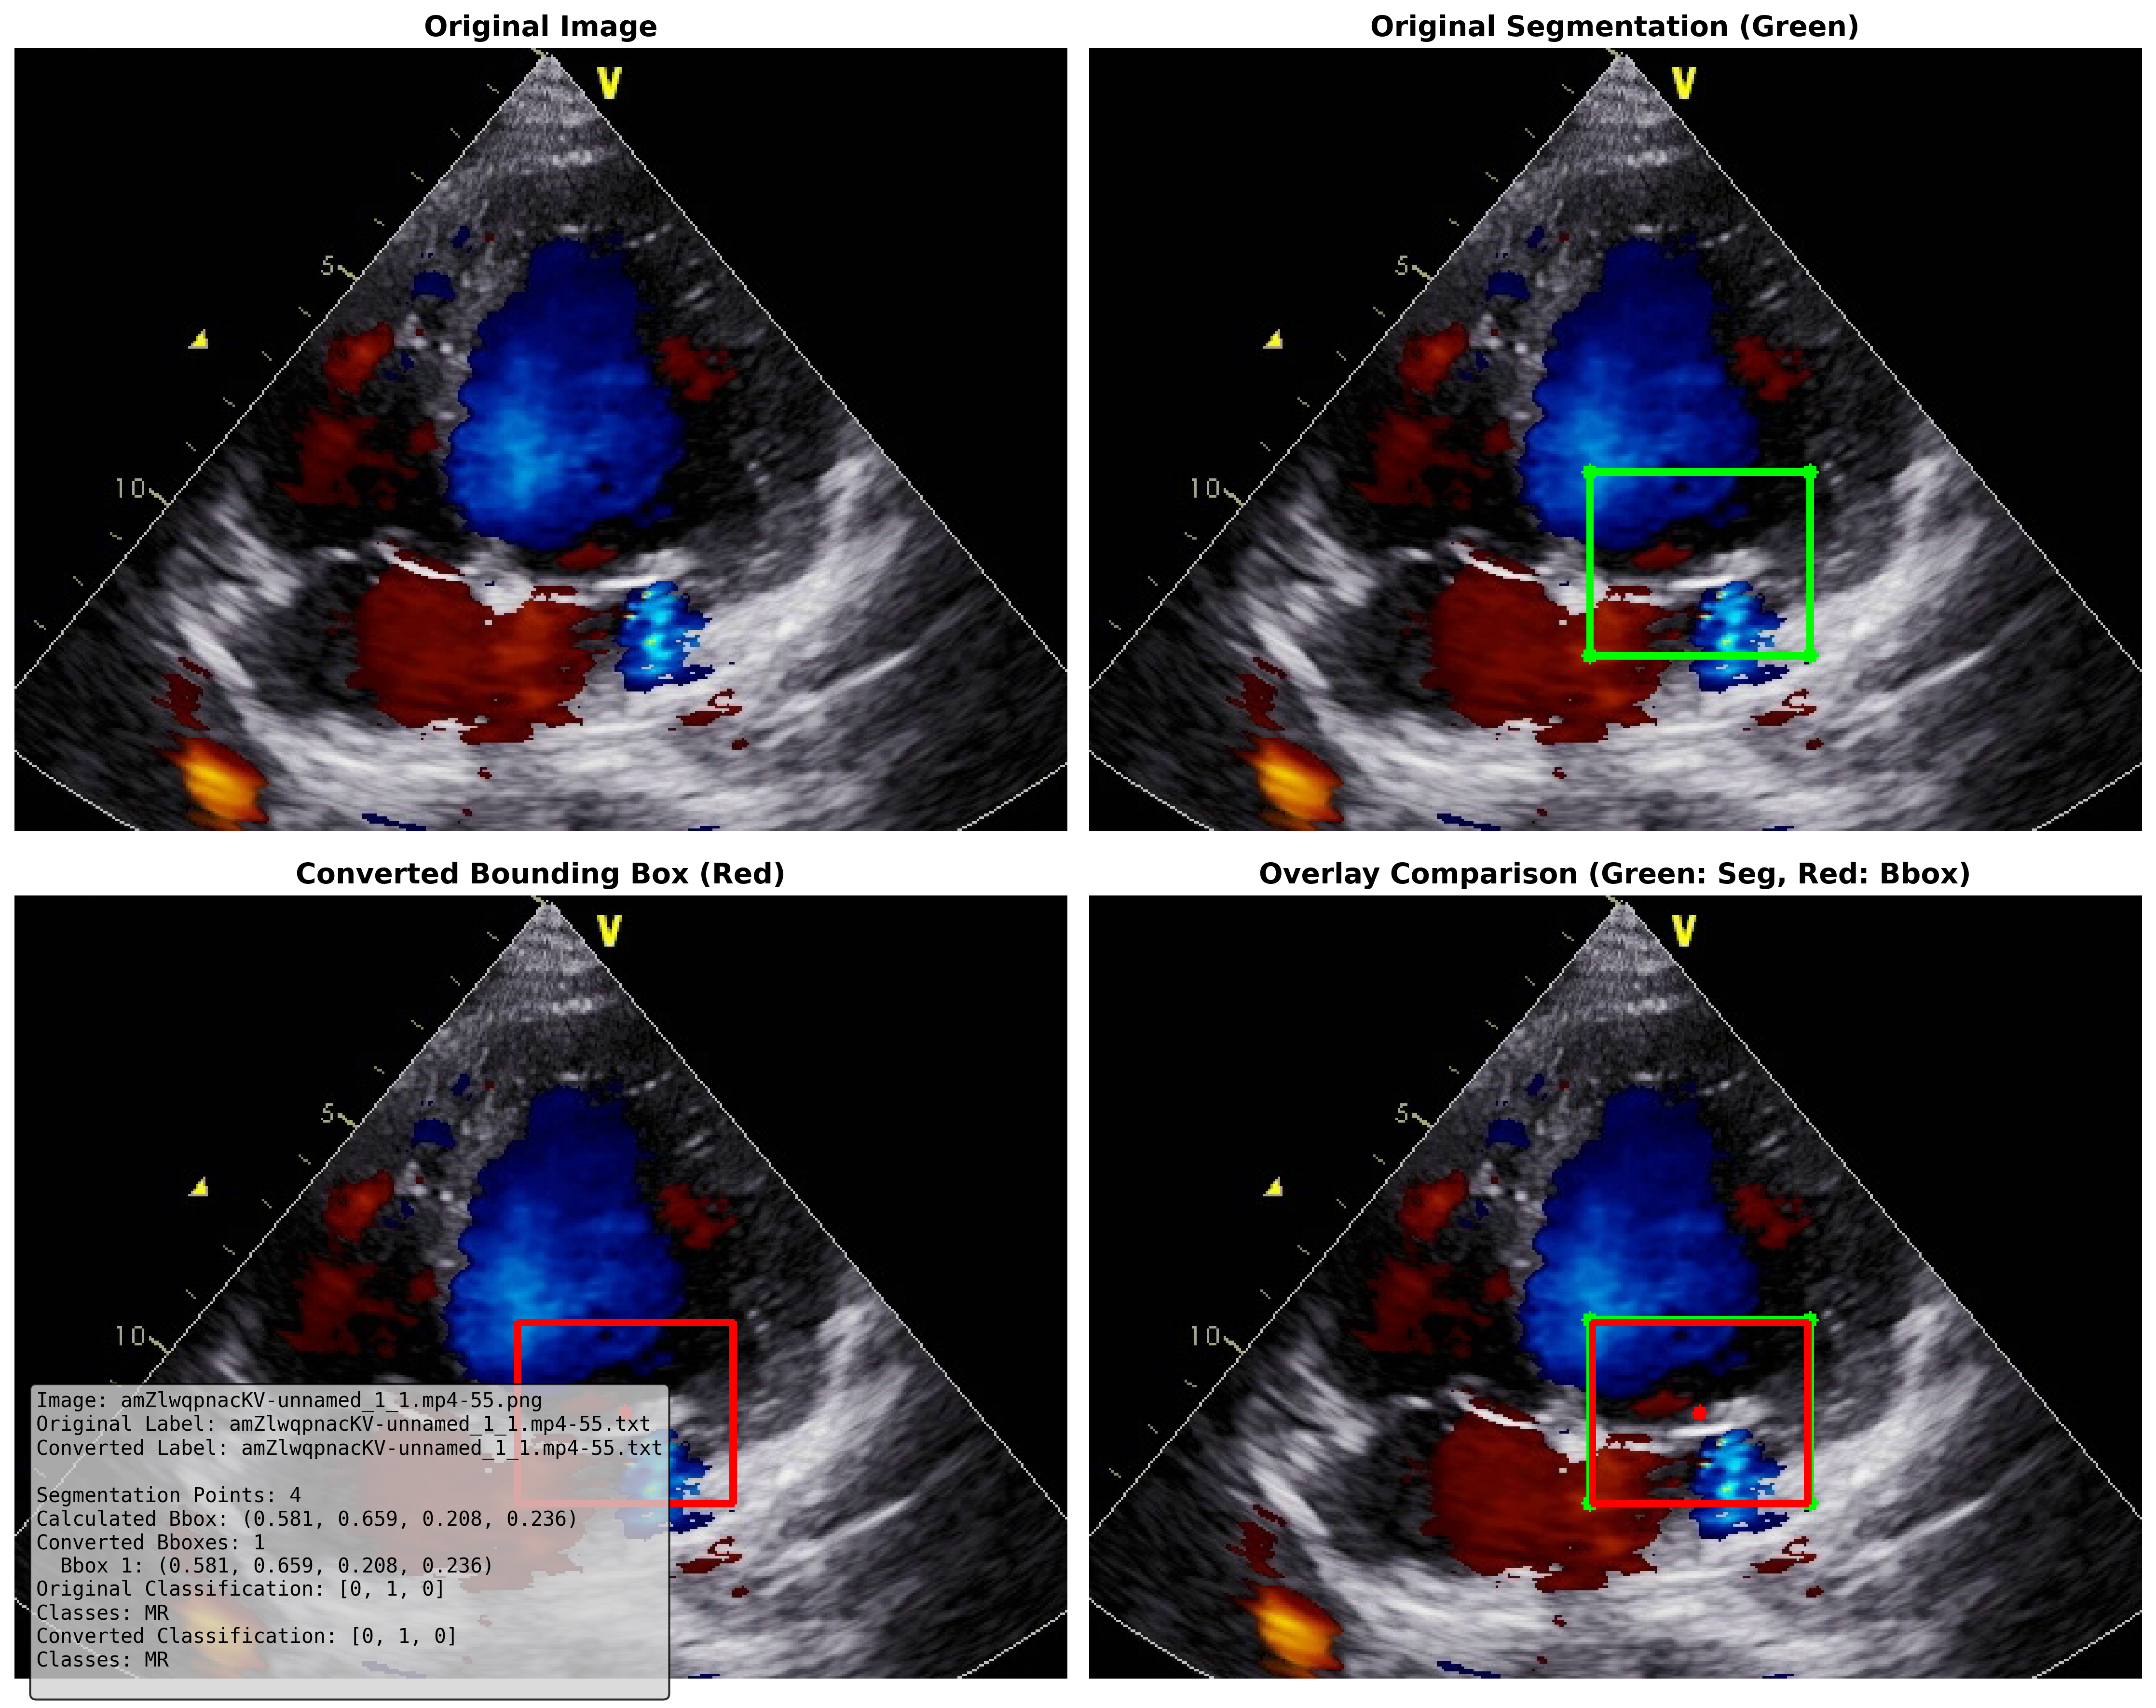 Original Image
Original Segmentation (Green)
V
5
10
V
5
10
Converted Bounding Box (Red)
Overlay Comparison (Green: Seg, Red: Bbox)
V
5
10
V
5
10
Image: amZlwqpnacKV-unnamed_1_1.mp4-55.png
Original Label: amZlwqpnacKV-unnamed_1_1.mp4-55.txt
Converted Label: amZlwqpnacKV-unnamed_1_1.mp4-55.txt
Segmentation Points: 4
Calculated Bbox: (0.581, 0.659, 0.208, 0.236)
Converted Bboxes: 1
Bbox 1: (0.581, 0.659, 0.208, 0.236)
Original Classification: [0, 1, 0]
Classes: MR
Converted Classification: [0, 1, 0]
Classes: MR